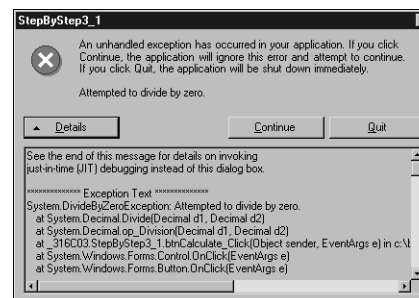 StepByStep3_1
An unhandled exception has occurred in your application. If you click
Continue, the application will ignore this error and attempt to continue.
If you click Quit, the application will be shut down immediately.
Attempted to divide by zero.
Details
Continue
Quit
See the end of this message for details on invoking
just-in-time (JIT) debugging instead of this dialog box.
************** Exception Text **************
System.DivideByZeroException: Attempted to divide by zero.
at System.Decimal.Divide(Decimal d1, Decimal d2)
at System.Decimal.op_Division(Decimal d1, Decimal d2)
at _316C03.StepByStep3_1.btnCalculate_Click(Object sender, EventArgs e) in c:\
at System.Windows.Forms.Control.OnClick(EventArgs e)
at System.Windows.Forms.Button.OnClick(EventArgs e)